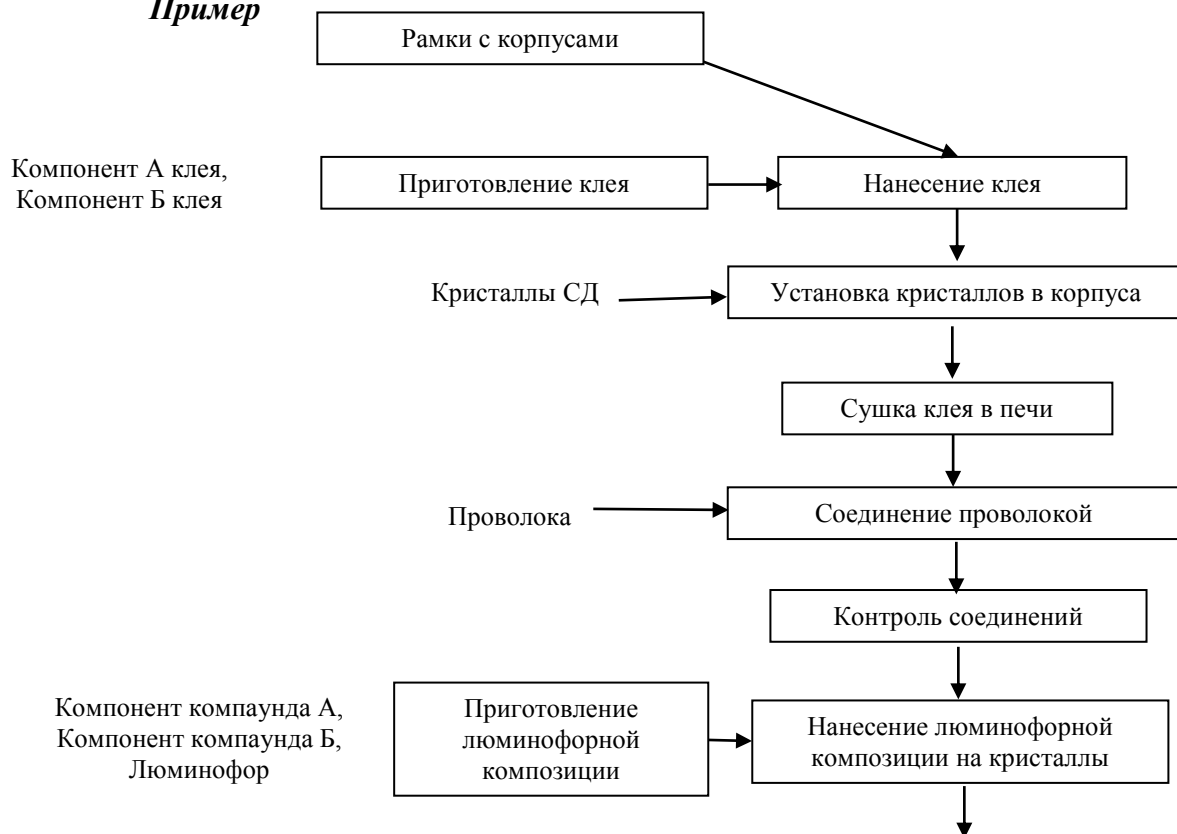 Пример
Рамки с корпусами
Компонент А клея,
Компонент Б клея
Приготовление клея
Нанесение клея
Кристаллы СД
Установка кристаллов в корпуса
Сушка клея в печи
Проволока
Соединение проволокой
Контроль соединений
Компонент компаунда А,
Компонент компаунда Б,
Люминофор
Приготовление
люминофорной
композиции
Нанесение люминофорной
композиции на кристаллы